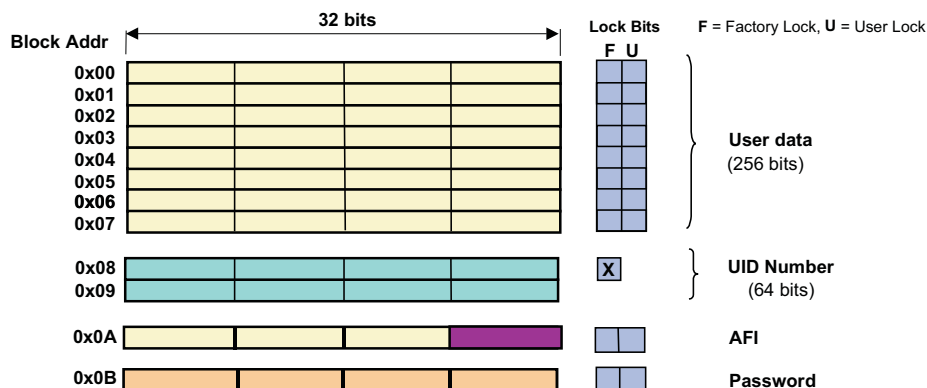 32 bits
Lock Bits
F = Factory Lock, U = User Lock
Block Addr
F U
0x00
0x01
0x02
0x03
0x04
0x05
0x06
0x07
User data
(256 bits)
0x08
X
0x09
UID Number
(64 bits)
0x0A
AFI
0x0B
Password